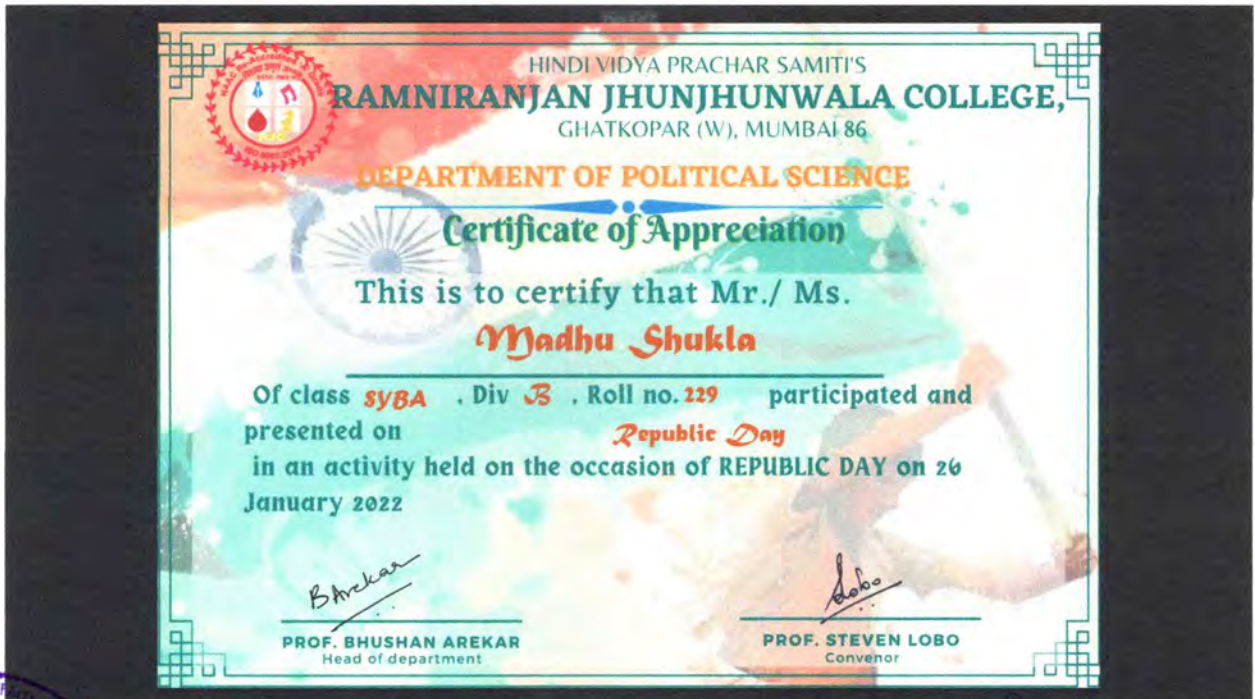 HINDI VIDYA PRACHAR SAMITI'S
RAMNIRANJAN JHUNJHUNWALA COLLEGE,
GHATKOPAR (W), MUMBAI 86
DEPARTMENT OF POLITICAL SCIENCE
Certificate of Appreciation
This is to certify that Mr./ Ms.
Madhu Shukla
Of class SYBA , Div B , Roll no. 229 participated and
presented on Republic Day
in an activity held on the occasion of REPUBLIC DAY on 26
January 2022
BArekar Lobo
PROF. BHUSHAN AREKAR PROF. STEVEN LOBO
Head of department Convenor